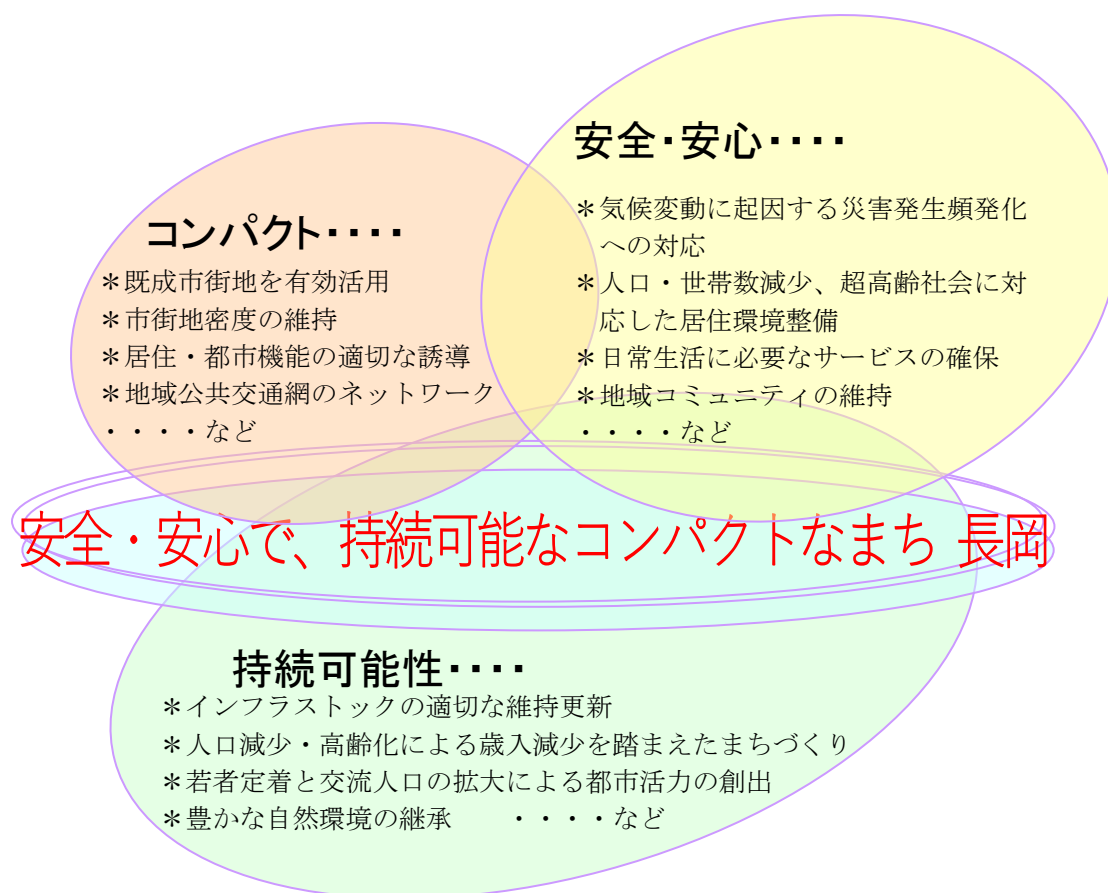 安全・安心････
＊気候変動に起因する災害発生頻発化
への対応
＊人口・世帯数減少、超高齢社会に対
応した居住環境整備
＊日常生活に必要なサービスの確保
＊地域コミュニティの維持
・・・・など
コンパクト････
＊既成市街地を有効活用
＊市街地密度の維持
＊居住・都市機能の適切な誘導
＊地域公共交通網のネットワーク
・・・・など
安全・安心で、持続可能なコンパクトなまち 長岡
持続可能性････
＊インフラストックの適切な維持更新
＊人口減少・高齢化による歳入減少を踏まえたまちづくり
＊若者定着と交流人口の拡大による都市活力の創出
＊豊かな自然環境の継承　　・・・・など